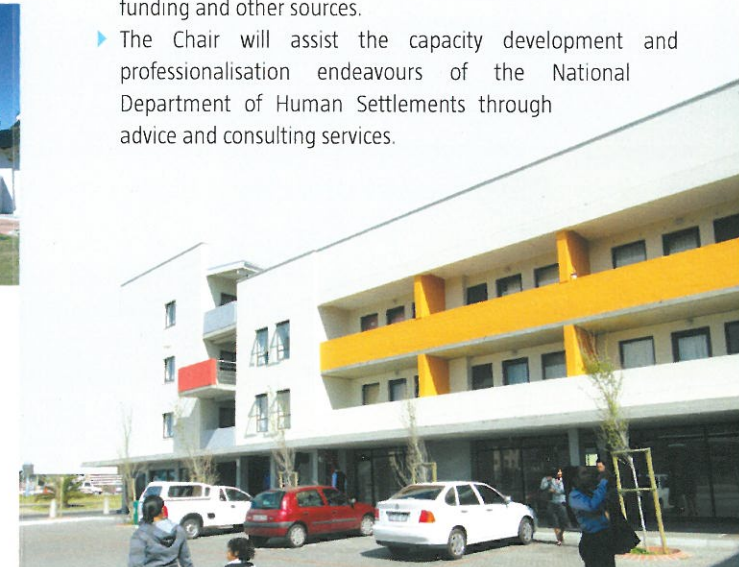 funding and other sources.
The Chair will assist the capacity development and
professionalisation endeavours of the National
Department of Human Settlements through
advice and consulting services.